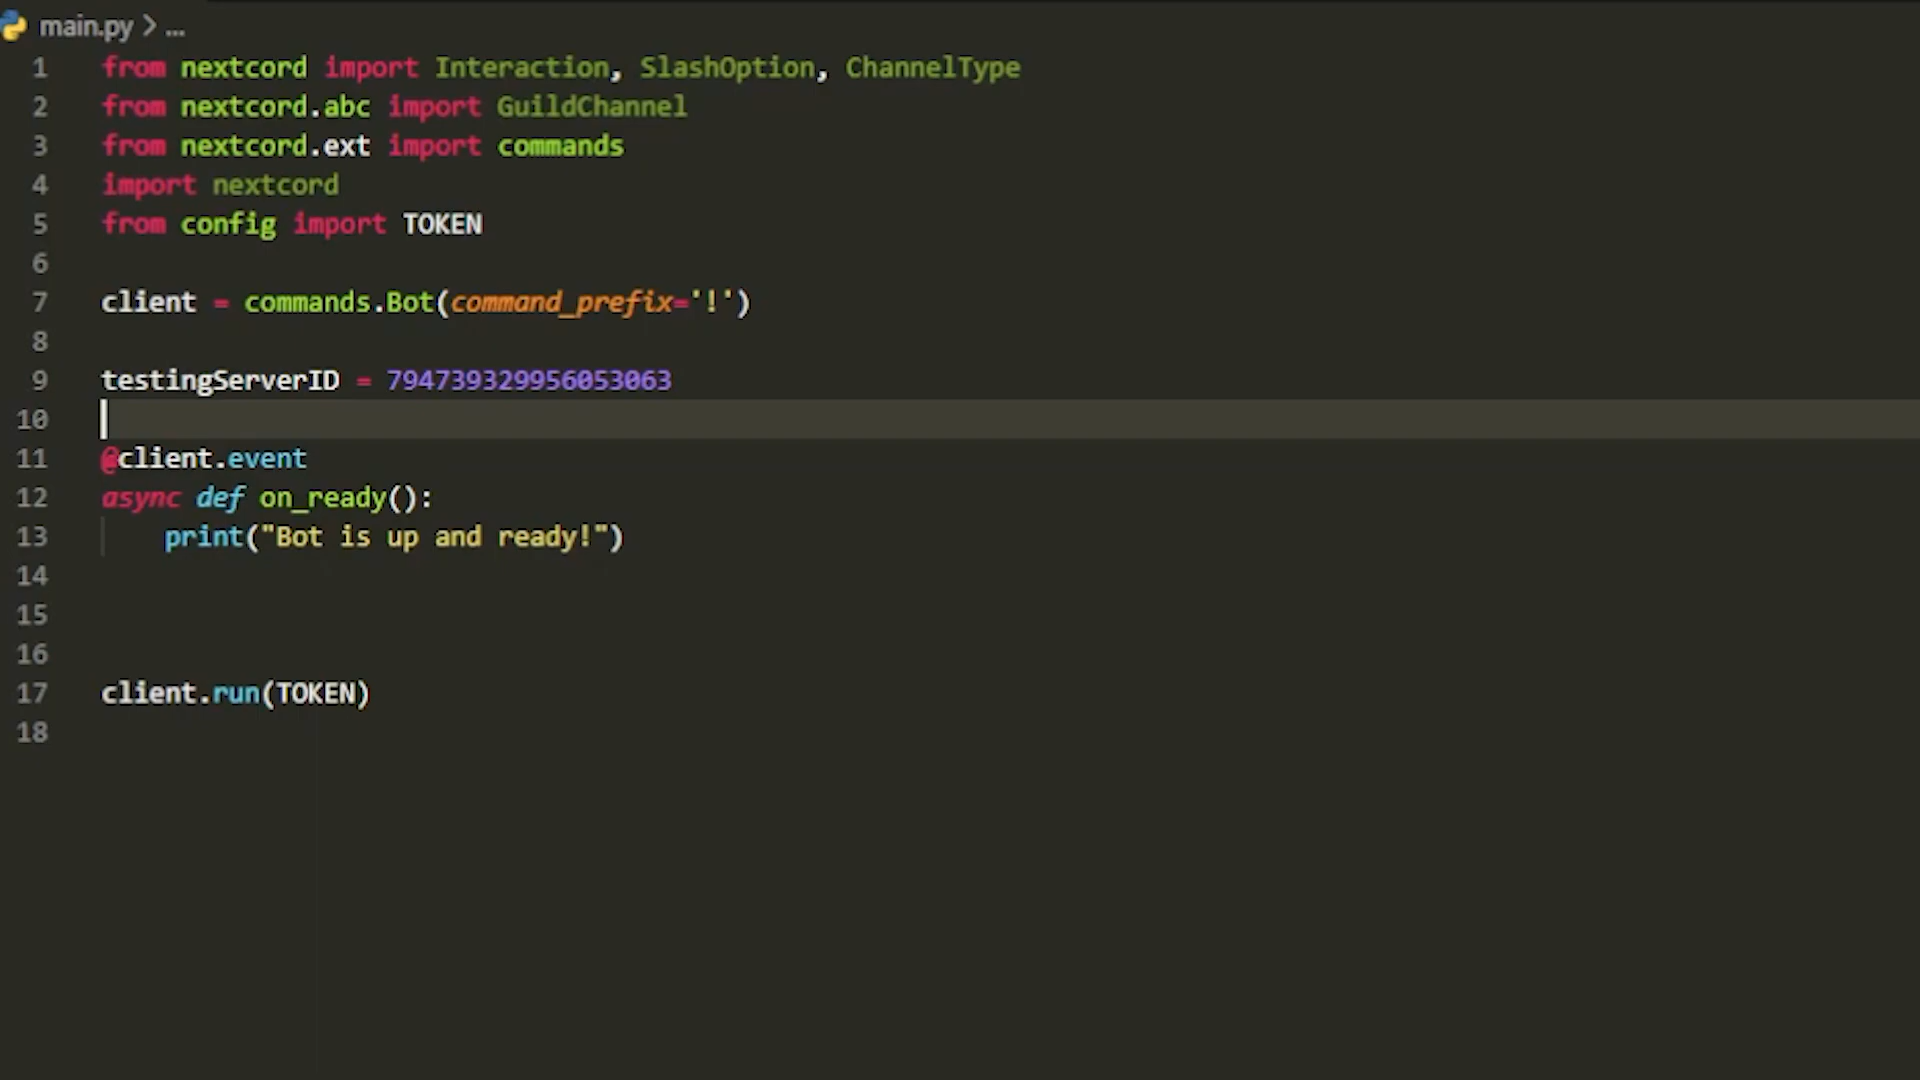 main.py > ...
1 from nextcord import Interaction, SlashOption, ChannelType
2 from nextcord.abc import GuildChannel
3 from nextcord.ext import commands
4 import nextcord
5 from config import TOKEN
6
7 client = commands.Bot(command_prefix='!')
8
9 testingServerID = 794739329956053063
10
11 @client.event
12 async def on_ready():
13     print("Bot is up and ready!")
14
15
16
17 client.run(TOKEN)
18